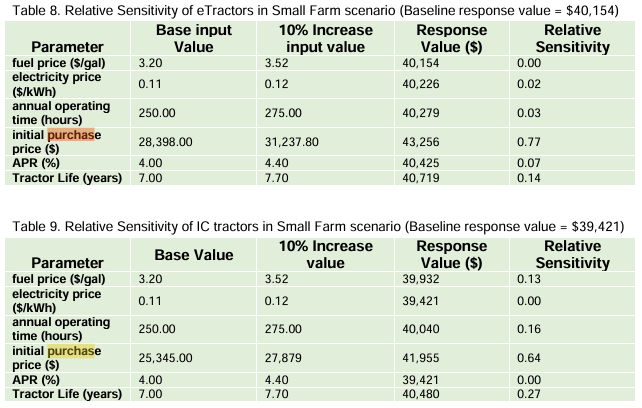 Table 8. Relative Sensitivity of eTractors in Small Farm scenario (Baseline response value = $40,154)
Parameter Base input Value 10% Increase input value Response Value ($) Relative Sensitivity
fuel price ($/gal) 3.20 3.52 40,154 0.00
electricity price ($/kWh) 0.11 0.12 40,226 0.02
annual operating time (hours) 250.00 275.00 40,279 0.03
initial purchase price ($) 28,398.00 31,237.80 43,256 0.77
APR (%) 4.00 4.40 40,425 0.07
Tractor Life (years) 7.00 7.70 40,719 0.14
Table 9. Relative Sensitivity of IC tractors in Small Farm scenario (Baseline response value = $39,421)
Parameter Base Value 10% Increase value Response Value ($) Relative Sensitivity
fuel price ($/gal) 3.20 3.52 39,932 0.13
electricity price ($/kWh) 0.11 0.12 39,421 0.00
annual operating time (hours) 250.00 275.00 40,040 0.16
initial purchase price ($) 25,345.00 27,879 41,955 0.64
APR (%) 4.00 4.40 39,421 0.00
Tractor Life (years) 7.00 7.70 40,480 0.27